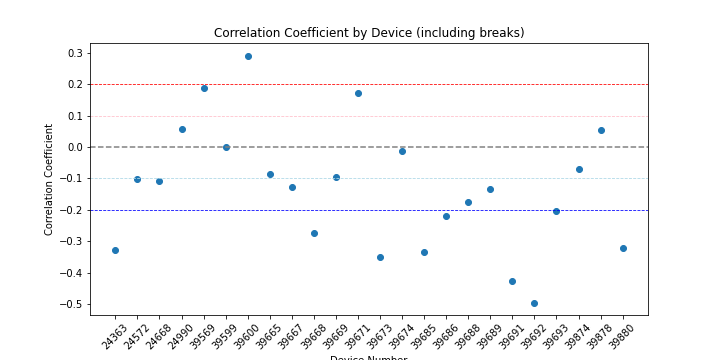 Correlation Coefficient by Device (including breaks)
Correlation Coefficient
0.3
0.2
0.1
0.0
−0.1
−0.2
−0.3
−0.4
−0.5
24363 24572 24668 24990 39569 39599 39600 39665 39667 39668 39669 39671 39673 39674 39685 39686 39688 39689 39691 39692 39693 39874 39878 39880
Device Number